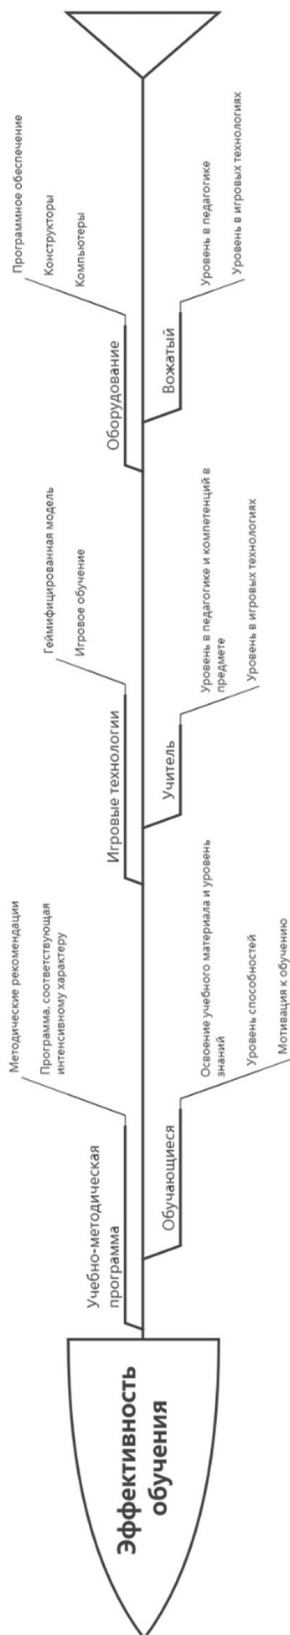 Эффективность
обучения
Учебно-методическая
программа
Методические рекомендации
Программа, соответствующая
интенсивному характеру
Игровые технологии
Геймифицированная модель
Игровое обучение
Оборудование
Программное обеспечение
Конструкторы
Компьютеры
Обучающиеся
Освоение учебного материала и уровень
знаний
Уровень способностей
Мотивация к обучению
Учитель
Уровень в педагогике и компетенций в
предмете
Уровень в игровых технологиях
Вожатый
Уровень в педагогике
Уровень в игровых технологиях